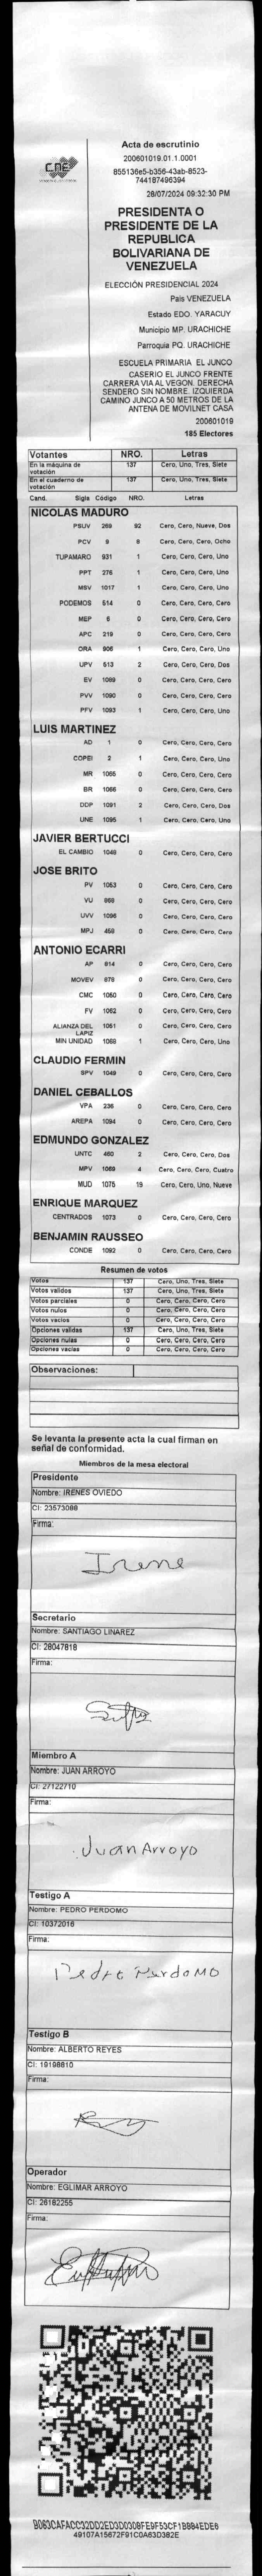 CNE
Acta de escrutinio
200601019.01.1.0001
855136e5-b356-43ab-8523-
744187496394
28/07/2024 09:32:30 PM
PRESIDENTA O
PRESIDENTE DE LA
REPUBLICA
BOLIVARIANA DE
VENEZUELA
ELECCIÓN PRESIDENCIAL 2024
Pais VENEZUELA
Estado EDO. YARACUY
Municipio MP. URACHICHE
Parroquia PQ. URACHICHE
ESCUELA PRIMARIA EL JUNCO
CASERIO EL JUNCO FRENTE
CARRERA VIA AL VEGON. DERECHA
SENDERO SIN NOMBRE. IZQUIERDA
CAMINO JUNCO A 50 METROS DE LA
ANTENA DE MOVILNET CASA
200601019
185 Electores
Votantes NRO. Letras
En la máquina de votación 137 Cero, Uno, Tres, Siete
En el cuaderno de votación 137 Cero, Uno, Tres, Siete
Cand. Sigla Código NRO. Letras
NICOLAS MADURO
PSUV 269 92 Cero, Cero, Nueve, Dos
PCV 9 8 Cero, Cero, Cero, Ocho
TUPAMARO 931 1 Cero, Cero, Cero, Uno
PPT 276 1 Cero, Cero, Cero, Uno
MSV 1017 1 Cero, Cero, Cero, Uno
PODEMOS 514 0 Cero, Cero, Cero, Cero
MEP 6 0 Cero, Cero, Cero, Cero
APC 219 0 Cero, Cero, Cero, Cero
ORA 906 1 Cero, Cero, Cero, Uno
UPV 513 2 Cero, Cero, Cero, Dos
EV 1089 0 Cero, Cero, Cero, Cero
PVV 1090 0 Cero, Cero, Cero, Cero
PFV 1093 1 Cero, Cero, Cero, Uno
LUIS MARTINEZ
AD 1 0 Cero, Cero, Cero, Cero
COPEI 2 1 Cero, Cero, Cero, Uno
MR 1065 0 Cero, Cero, Cero, Cero
BR 1066 0 Cero, Cero, Cero, Cero
DDP 1091 2 Cero, Cero, Cero, Dos
UNE 1095 1 Cero, Cero, Cero, Uno
JAVIER BERTUCCI
EL CAMBIO 1048 0 Cero, Cero, Cero, Cero
JOSE BRITO
PV 1053 0 Cero, Cero, Cero, Cero
VU 868 0 Cero, Cero, Cero, Cero
UVV 1096 0 Cero, Cero, Cero, Cero
MPJ 458 0 Cero, Cero, Cero, Cero
ANTONIO ECARRI
AP 814 0 Cero, Cero, Cero, Cero
MOVEV 878 0 Cero, Cero, Cero, Cero
CMC 1050 0 Cero, Cero, Cero, Cero
FV 1052 0 Cero, Cero, Cero, Cero
ALIANZA DEL LAPIZ 1051 0 Cero, Cero, Cero, Cero
MIN UNIDAD 1068 1 Cero, Cero, Cero, Uno
CLAUDIO FERMIN
SPV 1049 0 Cero, Cero, Cero, Cero
DANIEL CEBALLOS
VPA 236 0 Cero, Cero, Cero, Cero
AREPA 1094 0 Cero, Cero, Cero, Cero
EDMUNDO GONZALEZ
UNTC 460 2 Cero, Cero, Cero, Dos
MPV 1069 4 Cero, Cero, Cero, Cuatro
MUD 1075 19 Cero, Cero, Uno, Nueve
ENRIQUE MARQUEZ
CENTRADOS 1073 0 Cero, Cero, Cero, Cero
BENJAMIN RAUSSEO
CONDE 1092 0 Cero, Cero, Cero, Cero
Resumen de votos
Votos 137 Cero, Uno, Tres, Siete
Votos validos 137 Cero, Uno, Tres, Siete
Votos parciales 0 Cero, Cero, Cero, Cero
Votos nulos 0 Cero, Cero, Cero, Cero
Votos vacios 0 Cero, Cero, Cero, Cero
Opciones validas 137 Cero, Uno, Tres, Siete
Opciones nulas 0 Cero, Cero, Cero, Cero
Opciones vacias 0 Cero, Cero, Cero, Cero
Observaciones:
Se levanta la presente acta la cual firman en
señal de conformidad.
Miembros de la mesa electoral
Presidente
Nombre: IRENES OVIEDO
CI: 23573088
Firma:
Irene
Secretario
Nombre: SANTIAGO LINAREZ
CI: 28047818
Firma:
Miembro A
Nombre: JUAN ARROYO
CI: 27122710
Firma:
Juan Arroyo
Testigo A
Nombre: PEDRO PERDOMO
CI: 10372016
Firma:
Pedro Perdomo
Testigo B
Nombre: ALBERTO REYES
CI: 19198810
Firma:
Operador
Nombre: EGLIMAR ARROYO
CI: 26182255
Firma:
49107A15672F91C0A63D382E